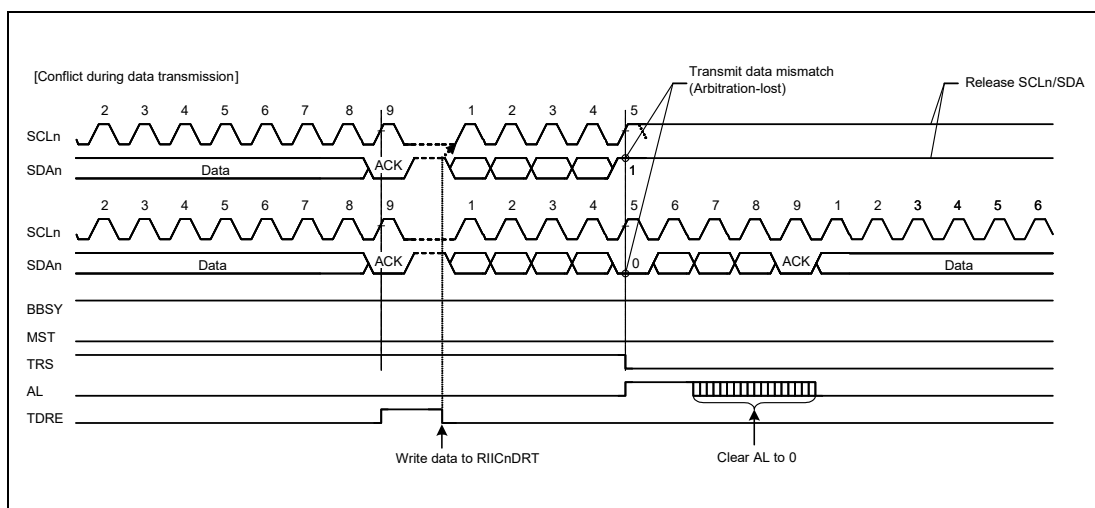 [Conflict during data transmission]
Transmit data mismatch
(Arbitration-lost)
Release SCLn/SDA
2 3 4 5 6 7 8 9 1 2 3 4 5
SCLn
SDAn Data ACK 1
2 3 4 5 6 7 8 9 1 2 3 4 5 6 7 8 9 1 2 3 4 5 6
SCLn
SDAn Data ACK 0 ACK Data
BBSY
MST
TRS
AL
TDRE
Write data to RIICnDRT
Clear AL to 0